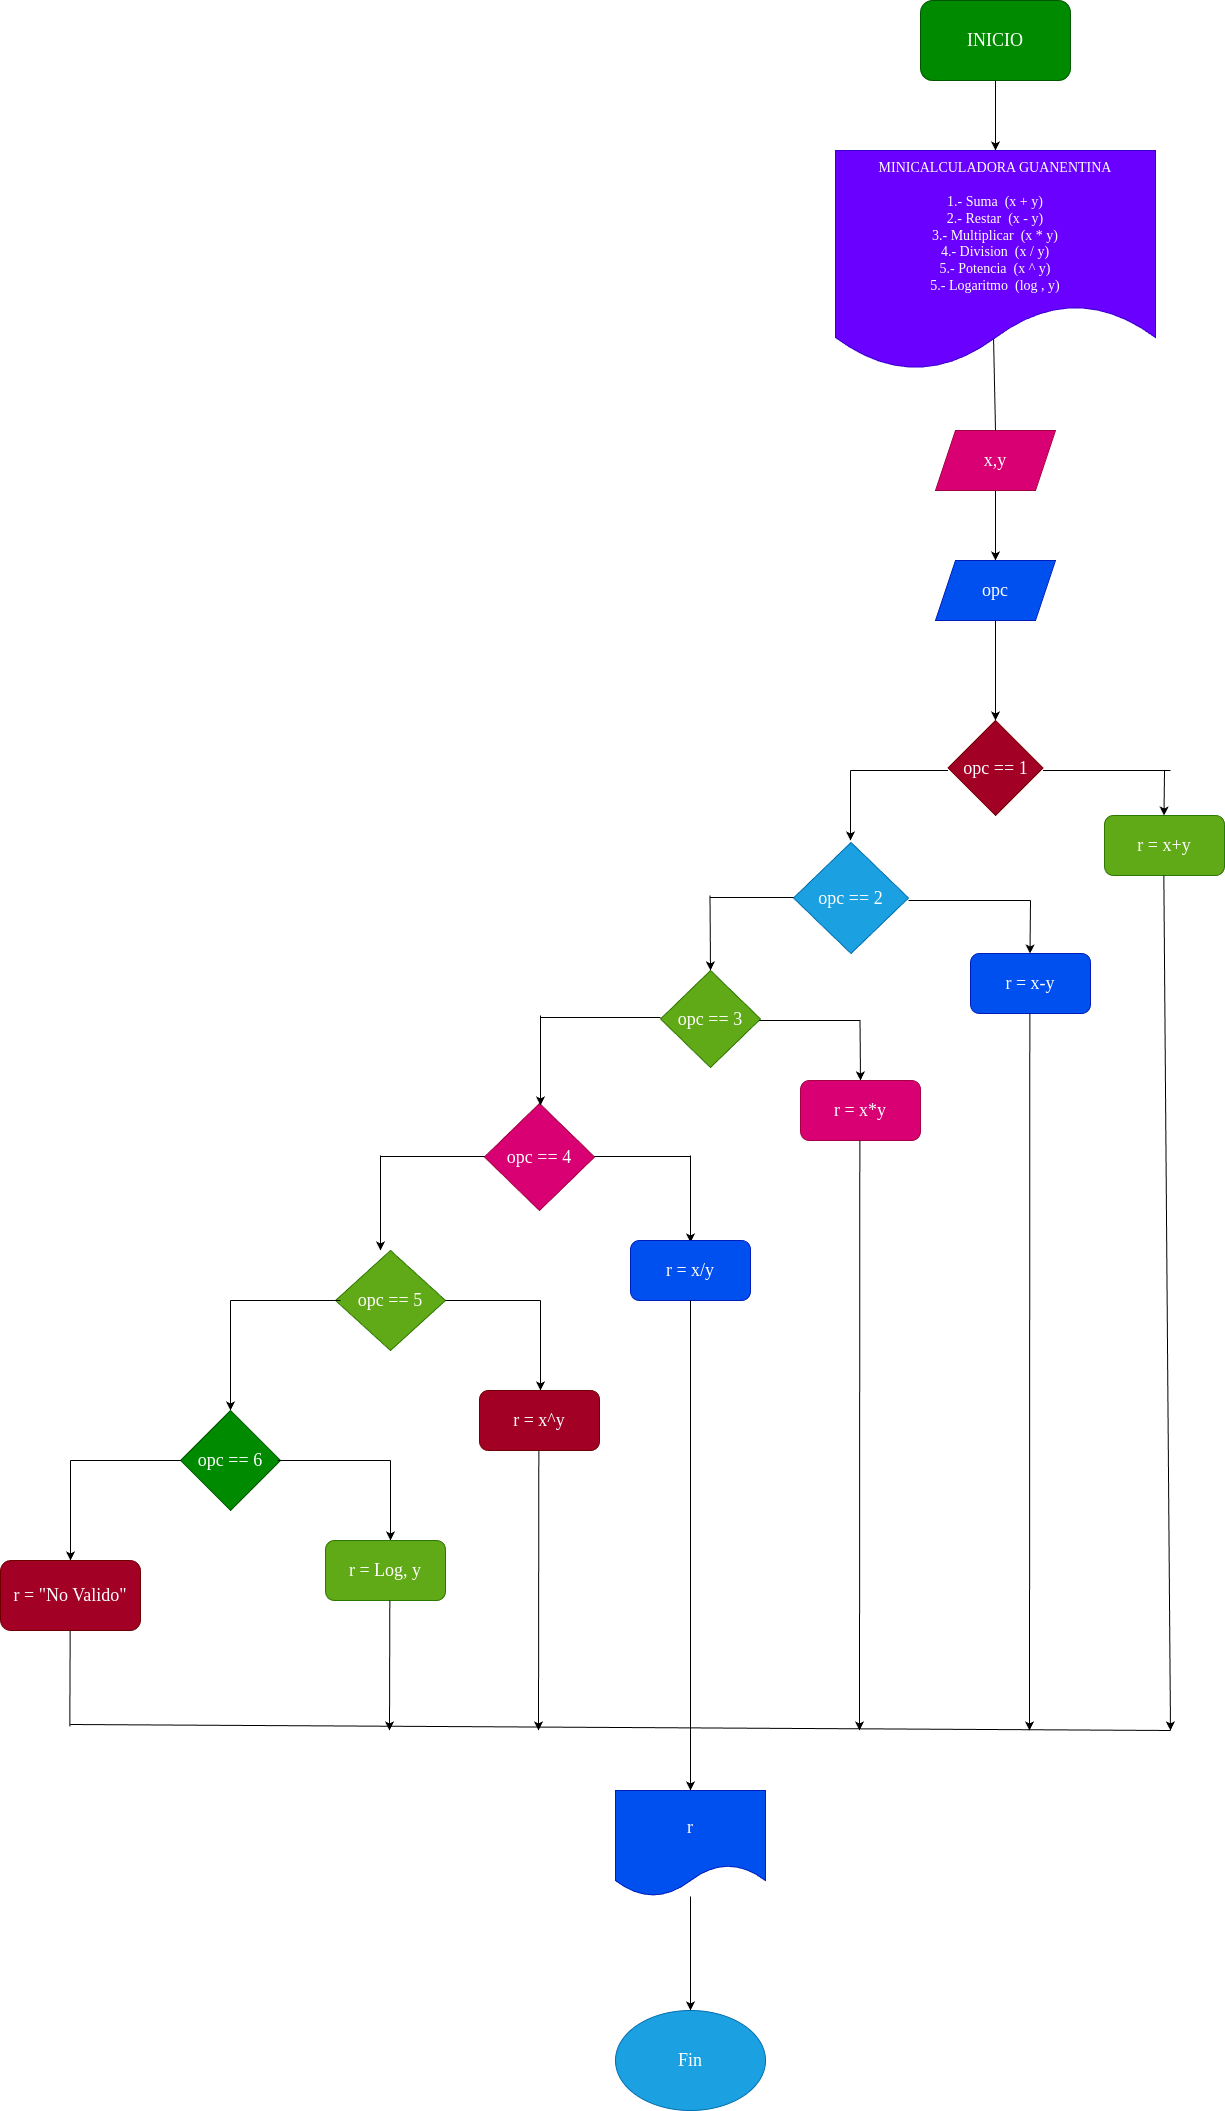 INICIO
MINICALCULADORA GUANENTINA
1.- Suma  (x + y)
2.- Restar  (x - y)
3.- Multiplicar  (x * y)
4.- Division  (x / y)
5.- Potencia  (x ^ y)
5.- Logaritmo  (log , y)
x,y
opc
opc == 1
r = x+y
opc == 2
r = x-y
opc == 3
r = x*y
opc == 4
r = x/y
opc == 5
r = x^y
opc == 6
r = Log, y
r = "No Valido"
r
Fin